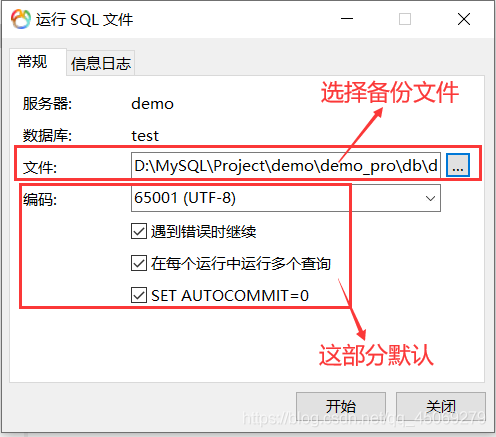 运行 SQL 文件
常规 信息日志
服务器: demo
选择备份文件
数据库: test
文件: D:\MySQL\Project\demo\demo_pro\db\d ...
编码: 65001 (UTF-8)
遇到错误时继续
在每个运行中运行多个查询
SET AUTOCOMMIT=0
这部分默认
开始 关闭
https://blog.csdn.net/qq_45069279